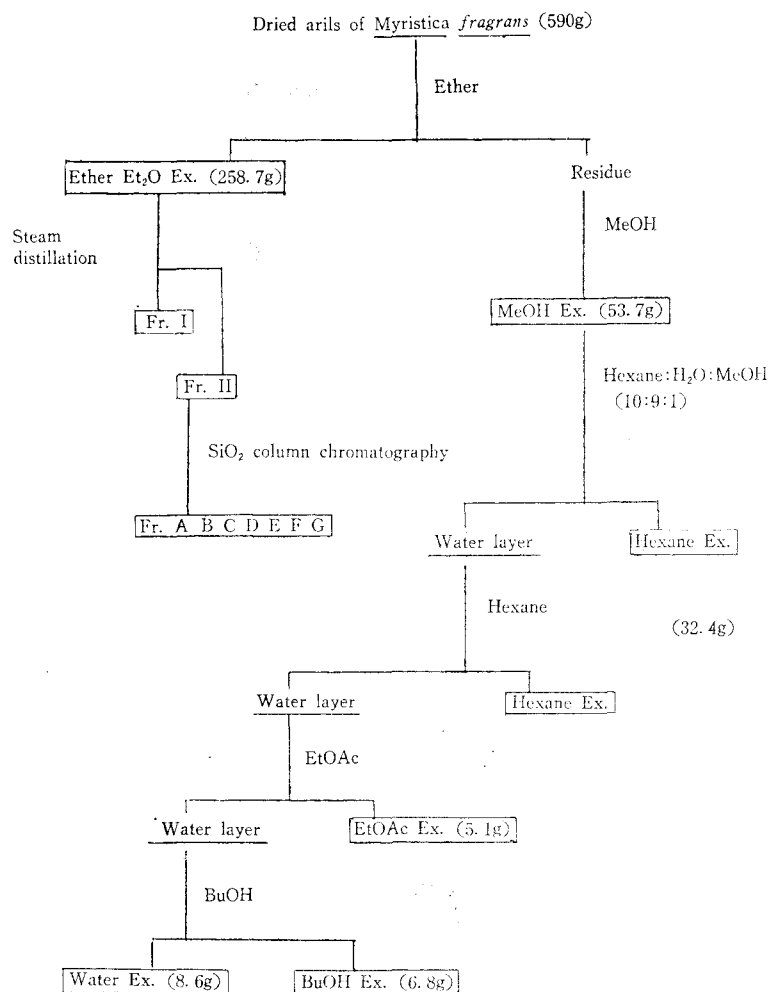 Dried arils of Myristica fragrans (590g)
Ether
Ether Et₂O Ex. (258.7g)
Residue
Steam
distillation
MeOH
Fr. I
MeOH Ex. (53.7g)
Fr. II
Hexane:H₂O:MeOH
(10:9:1)
SiO₂ column chromatography
Fr. A B C D E F G
Water layer
Hexane Ex.
Hexane
(32.4g)
Water layer
Hexane Ex.
EtOAc
Water layer
EtOAc Ex. (5.1g)
BuOH
Water Ex. (8.6g)
BuOH Ex. (6.8g)